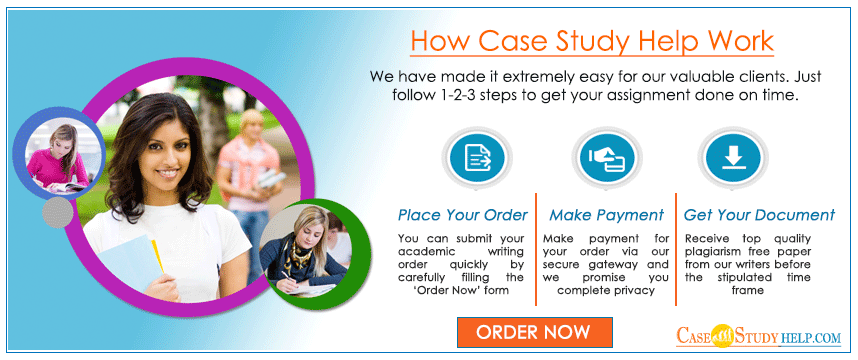 How Case Study Help Work
We have made it extremely easy for our valuable clients. Just
follow 1-2-3 steps to get your assignment done on time.
Place Your Order
You can submit your
academic writing
order quickly by
carefully filling the
‘Order Now’ form
Make Payment
Make payment for
your order via our
secure gateway and
we promise you
complete privacy
Get Your Document
Receive top quality
plagiarism free paper
from our writers before
the stipulated time
frame
ORDER NOW
CASE STUDY HELP.COM